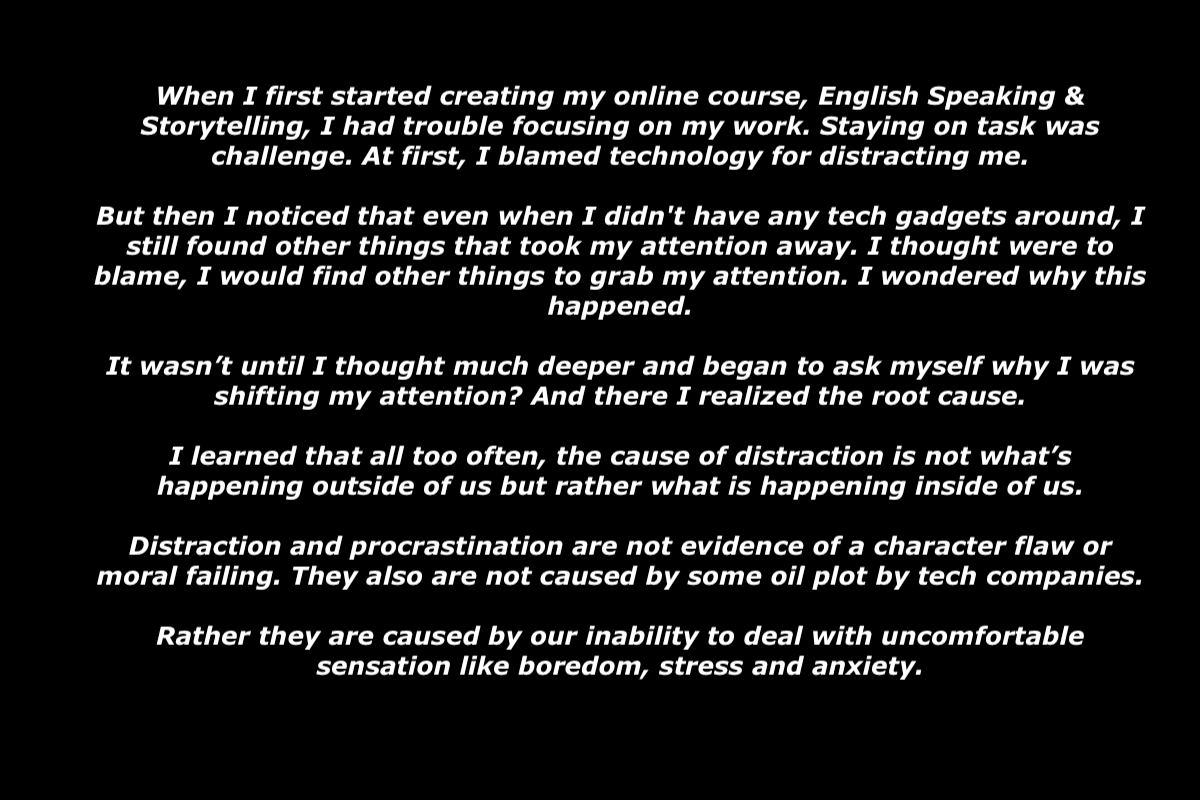 When I first started creating my online course, English Speaking &
Storytelling, I had trouble focusing on my work. Staying on task was
challenge. At first, I blamed technology for distracting me.
But then I noticed that even when I didn't have any tech gadgets around, I
still found other things that took my attention away. I thought were to
blame, I would find other things to grab my attention. I wondered why this
happened.
It wasn’t until I thought much deeper and began to ask myself why I was
shifting my attention? And there I realized the root cause.
I learned that all too often, the cause of distraction is not what’s
happening outside of us but rather what is happening inside of us.
Distraction and procrastination are not evidence of a character flaw or
moral failing. They also are not caused by some oil plot by tech companies.
Rather they are caused by our inability to deal with uncomfortable
sensation like boredom, stress and anxiety.